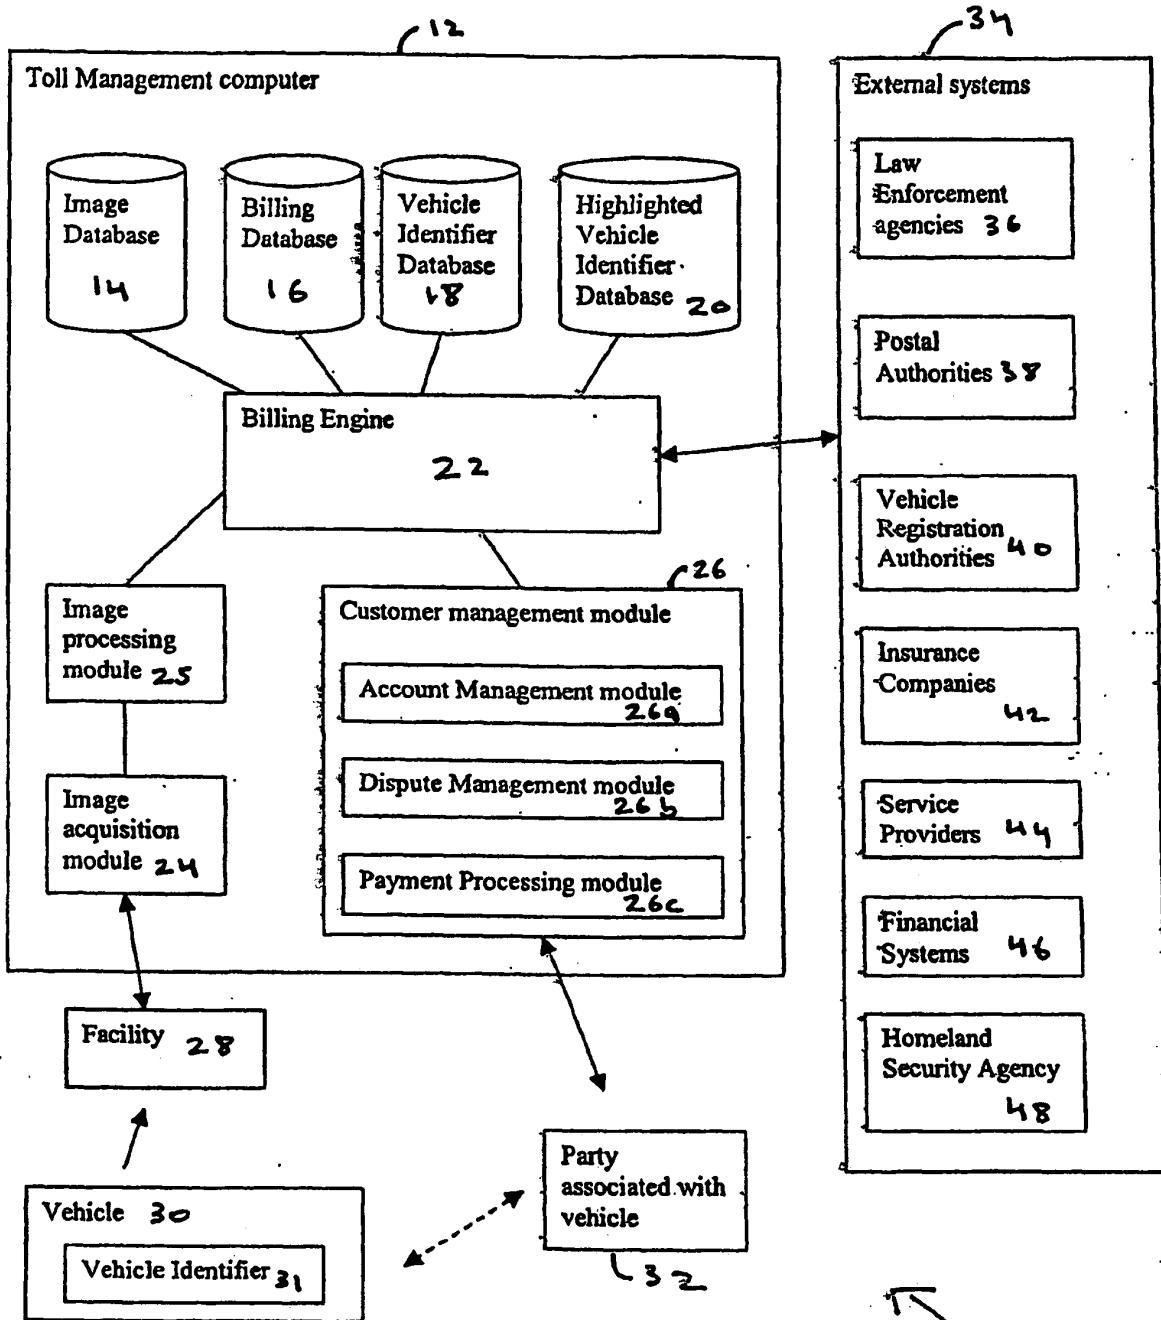 12
34
Toll Management computer
External systems
Image
Database
14
Billing
Database
16
Vehicle
Identifier
Database
18
Highlighted
Vehicle
Identifier
Database 20
Law
Enforcement
agencies 36
Postal
Authorities 38
Billing Engine
22
Vehicle
Registration
Authorities 40
26
Image
processing
module 25
Customer management module
Account Management module
26a
Dispute Management module
26b
Payment Processing module
26c
Insurance
Companies
42
Image
acquisition
module 24
Service
Providers 44
Financial
Systems 46
Facility 28
Homeland
Security Agency
48
Party
associated with
vehicle
32
Vehicle 30
Vehicle Identifier 31